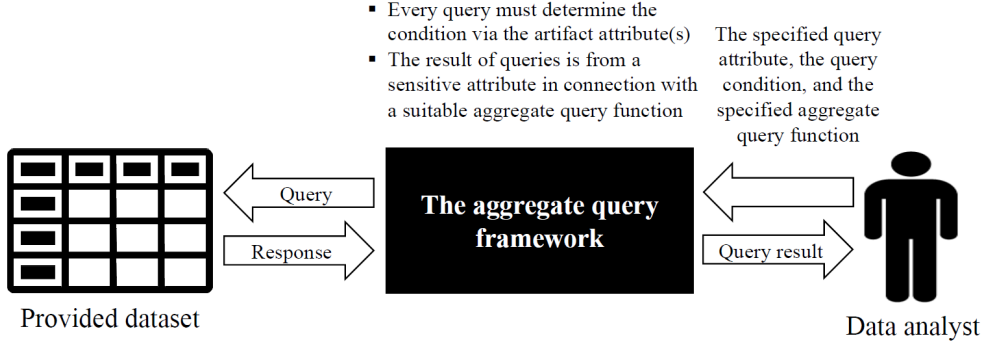 ▪ Every query must determine the
condition via the artifact attribute(s)
▪ The result of queries is from a
sensitive attribute in connection with
a suitable aggregate query function
The specified query
attribute, the query
condition, and the
specified aggregate
query function
Query
Response
The aggregate query
framework
Query result
Provided dataset
Data analyst